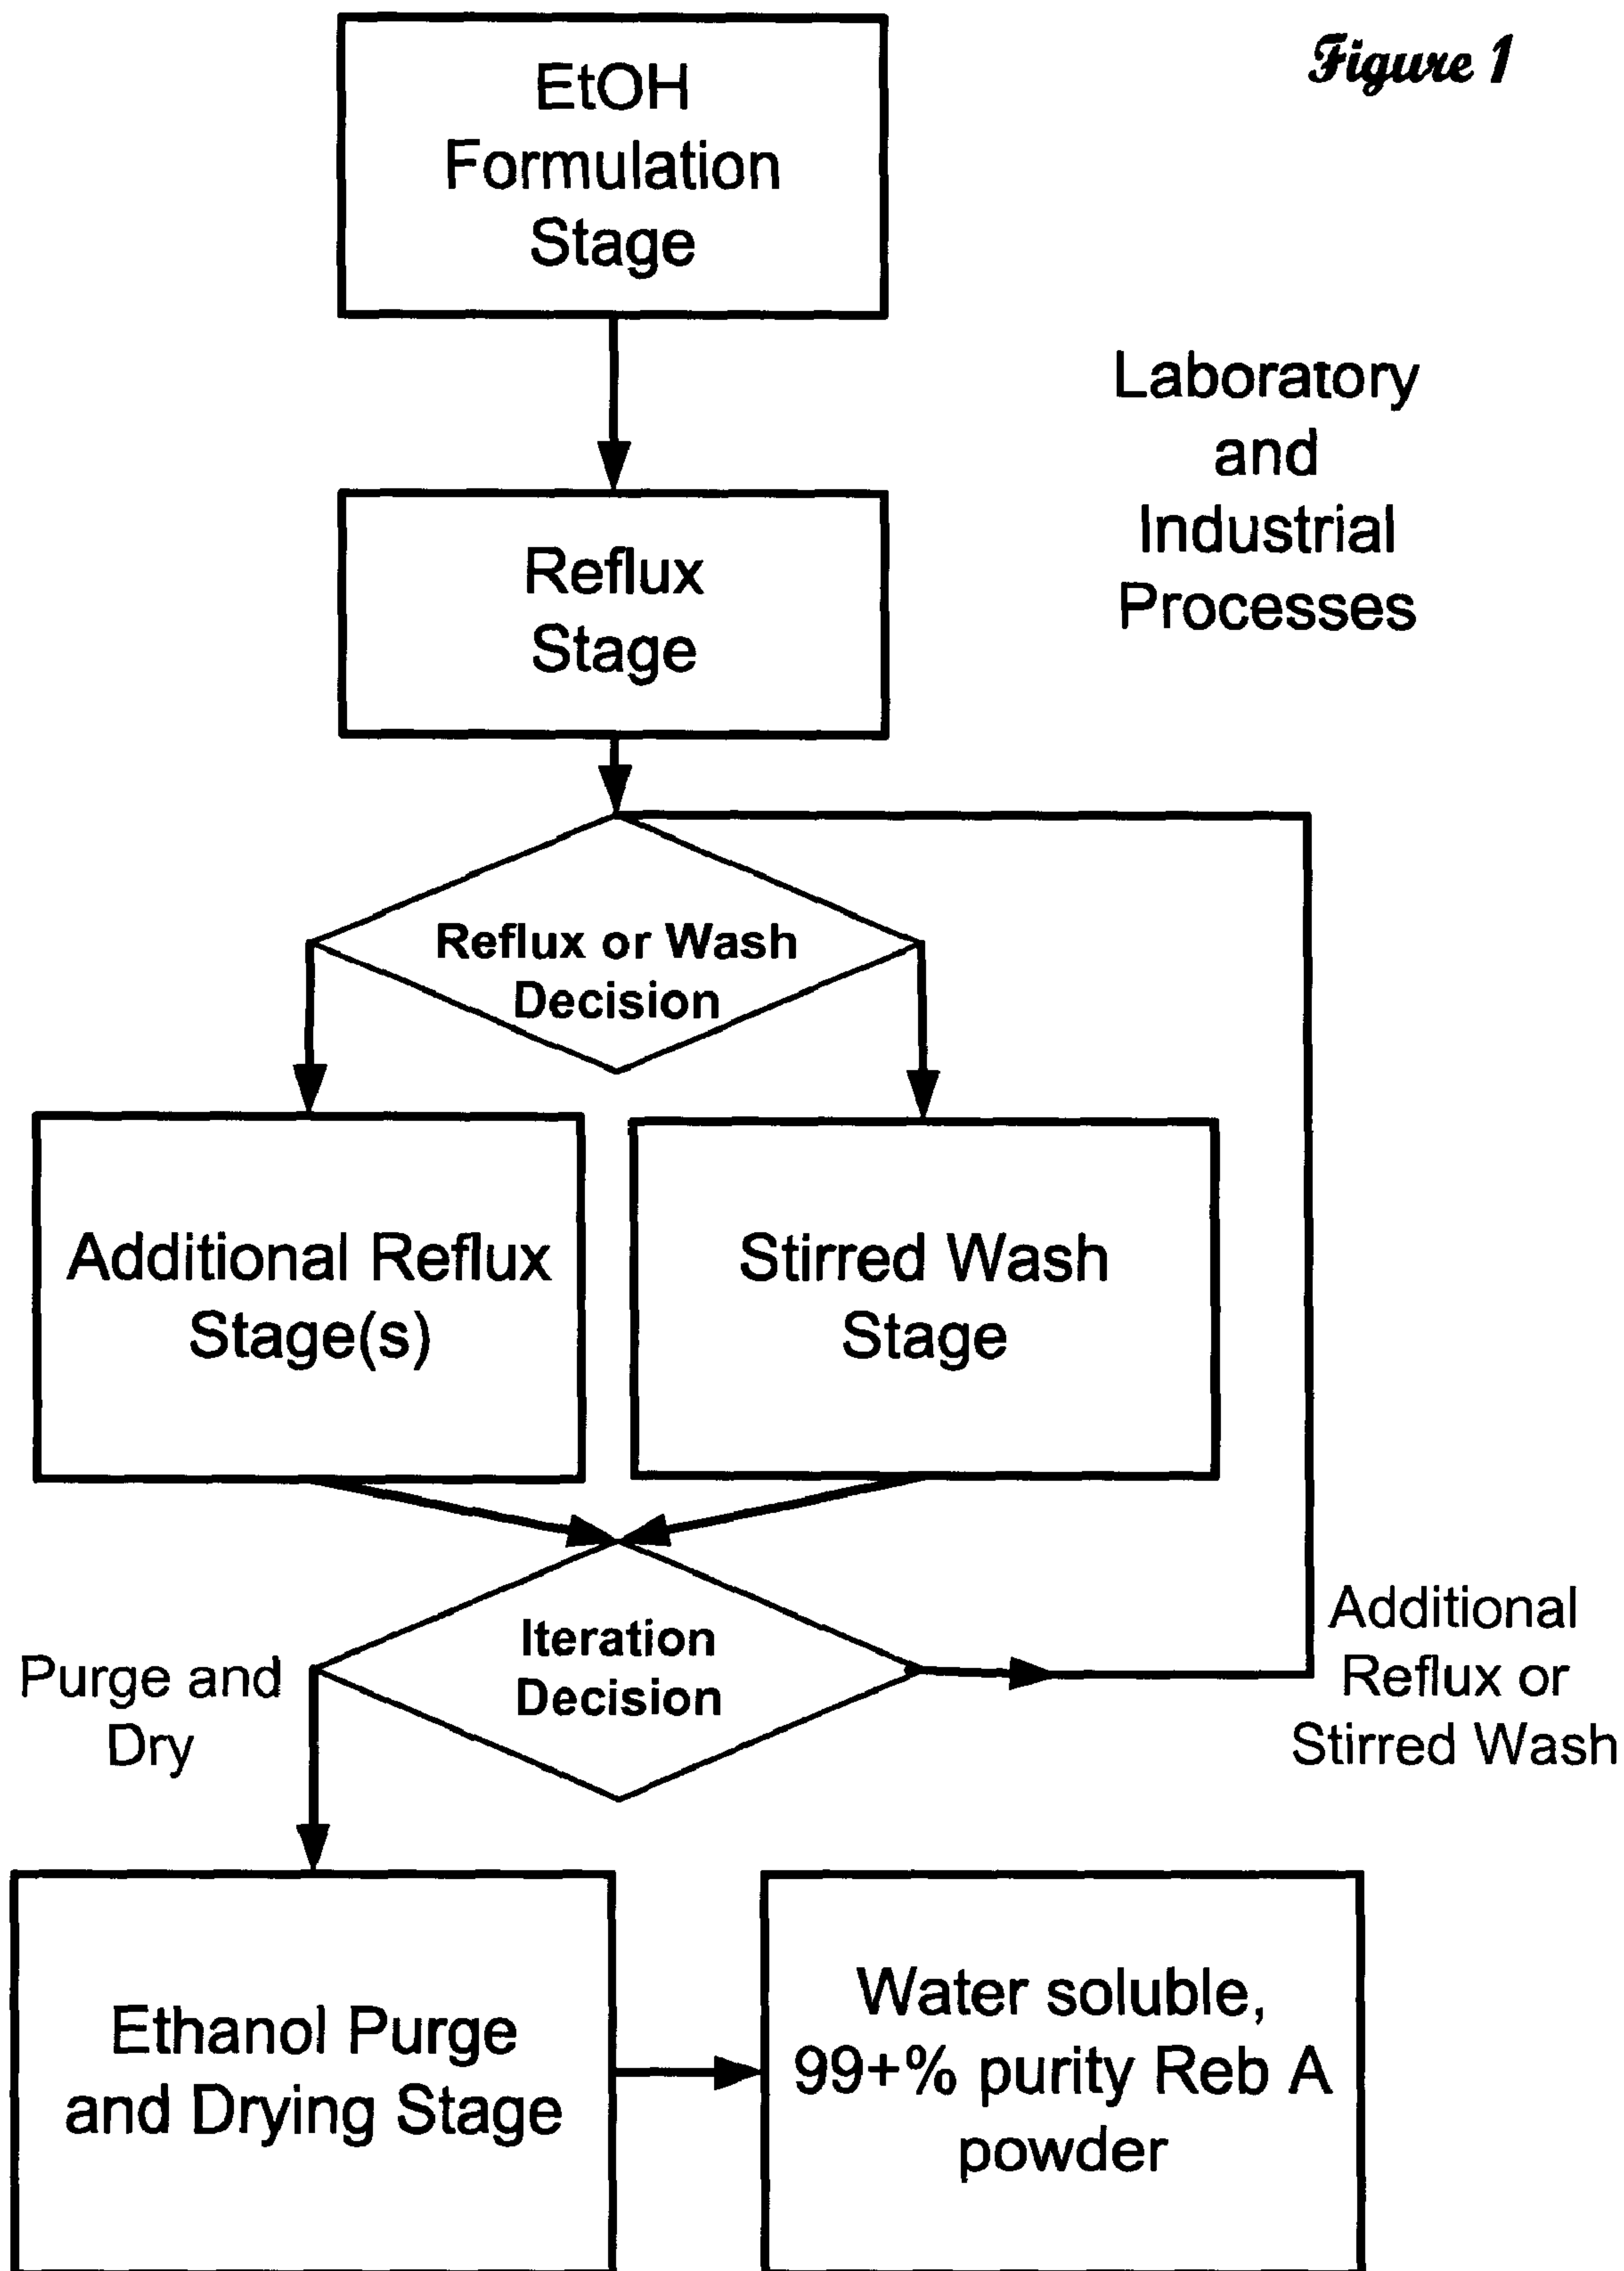 Figure 1
EtOH
Formulation
Stage
Laboratory
and
Industrial
Processes
Reflux
Stage
Reflux or Wash
Decision
Additional Reflux
Stage(s)
Stirred Wash
Stage
Iteration
Decision
Purge and
Dry
Additional
Reflux or
Stirred Wash
Ethanol Purge
and Drying Stage
Water soluble,
99+% purity Reb A
powder